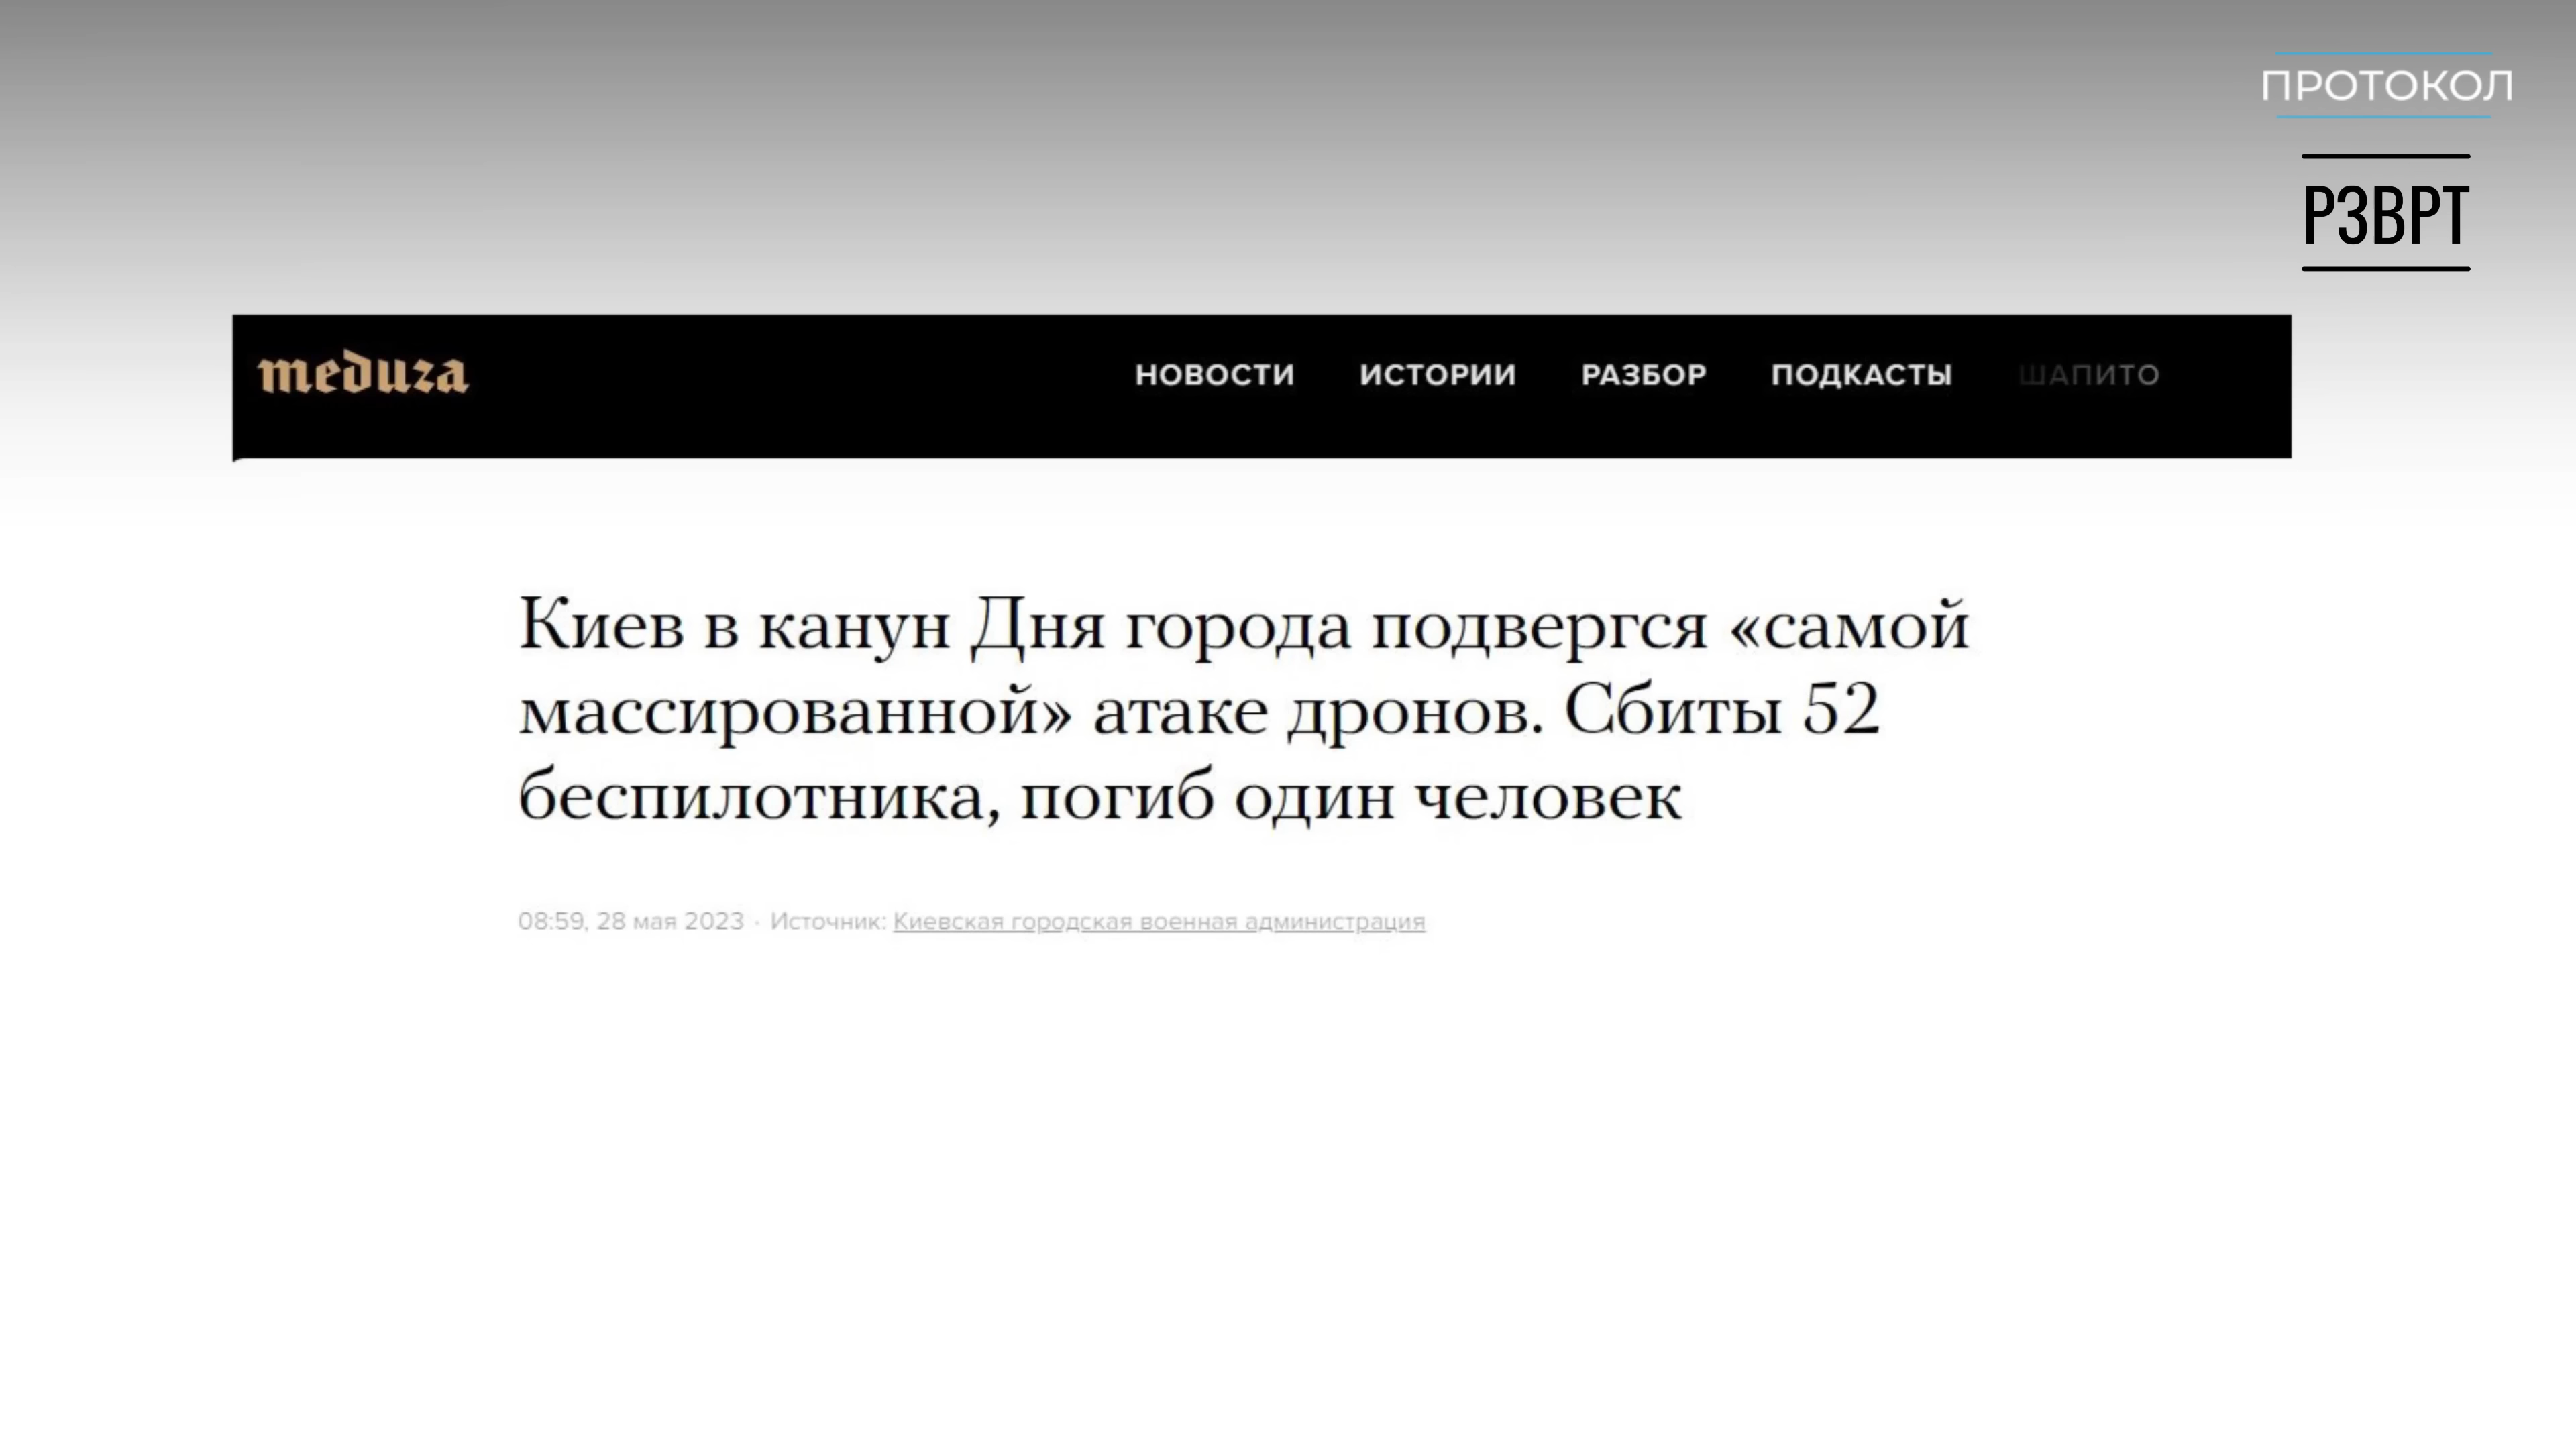 ПРОТОКОЛ
РЗВРТ
meduza НОВОСТИ ИСТОРИИ РАЗБОР ПОДКАСТЫ ШАПИТО
Киев в канун Дня города подвергся «самой
массированной» атаке дронов. Сбиты 52
беспилотника, погиб один человек
08:59, 28 мая 2023 · Источник: Киевская городская военная администрация